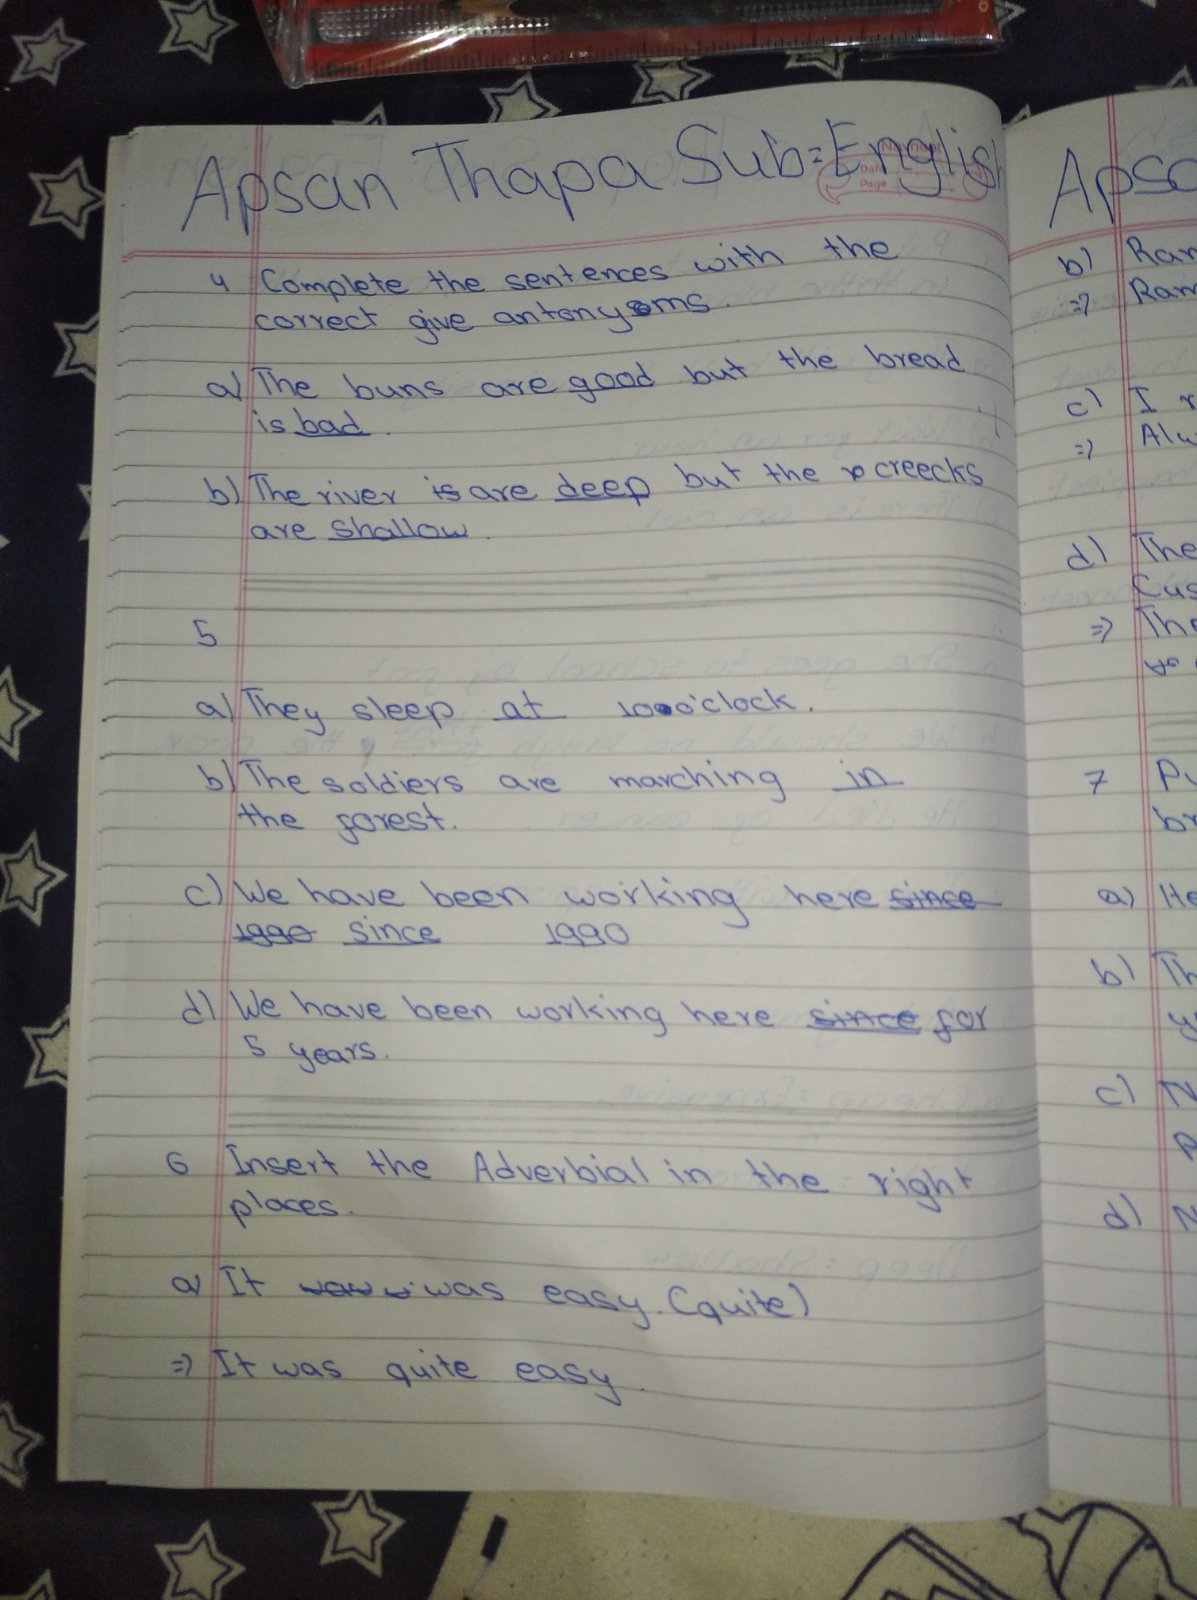 Apsan Thapa Sub:English
4 Complete the sentences with the
correct give antonyoms.
a) The buns are good but the bread
is bad.
b) The river is are deep but the creecks
are shallow.
5
a) They sleep at 10 o'clock.
b) The soldiers are marching in
the forest.
c) We have been working here since
1990 since 1990
d) We have been working here since for
5 years.
6 Insert the Adverbial in the right
places.
a) It was easy. (quite)
=> It was quite easy.
Apsa
b) Ram
=> Ram
c) I
=> Alw
d) The
Cus
=> The
7
br
a) He
b) Th
c) N
d) N